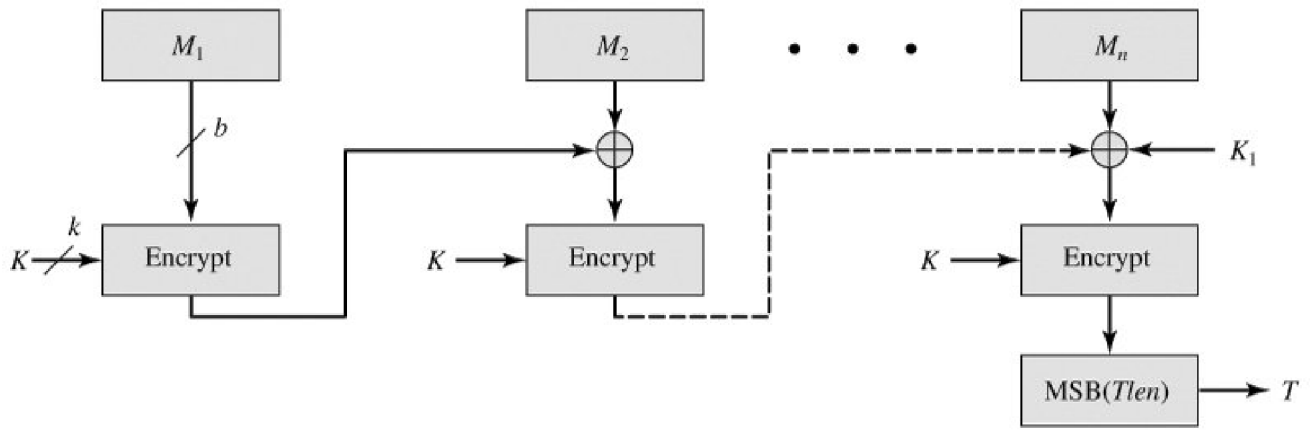 M1 M2 Mn
b
K1
k
K Encrypt K Encrypt K Encrypt
MSB(Tlen) T